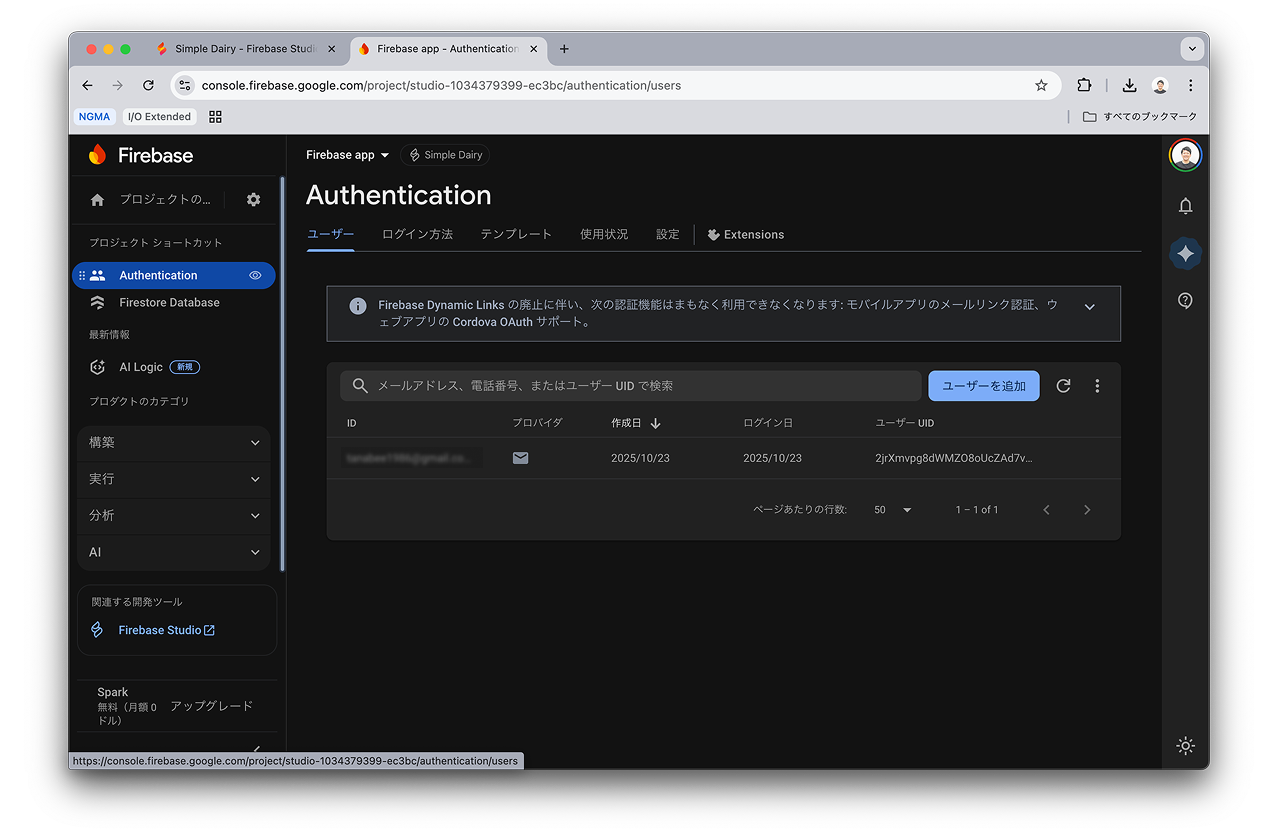 Simple Dairy - Firebase Studi
Firebase app - Authentication
console.firebase.google.com/project/studio-1034379399-ec3bc/authentication/users
NGMA
I/O Extended
すべてのブックマーク
Firebase
プロジェクトの...
プロジェクト ショートカット
Authentication
Firestore Database
最新情報
AI Logic 新規
プロダクトのカテゴリ
構築
実行
分析
AI
関連する開発ツール
Firebase Studio
Spark
無料（月額 0
ドル）
アップグレード
Firebase app
Simple Dairy
Authentication
ユーザー ログイン方法 テンプレート 使用状況 設定 Extensions
Firebase Dynamic Links の廃止に伴い、次の認証機能はまもなく利用できなくなります: モバイルアプリのメールリンク認証、ウ
ェブアプリの Cordova OAuth サポート。
メールアドレス、電話番号、またはユーザー UID で検索
ユーザーを追加
ID プロバイダ 作成日 ログイン日 ユーザー UID
2025/10/23 2025/10/23 2jrXmvpg8dWMZO8oUcZAd7v...
ページあたりの行数: 50 1 – 1 of 1
https://console.firebase.google.com/project/studio-1034379399-ec3bc/authentication/users